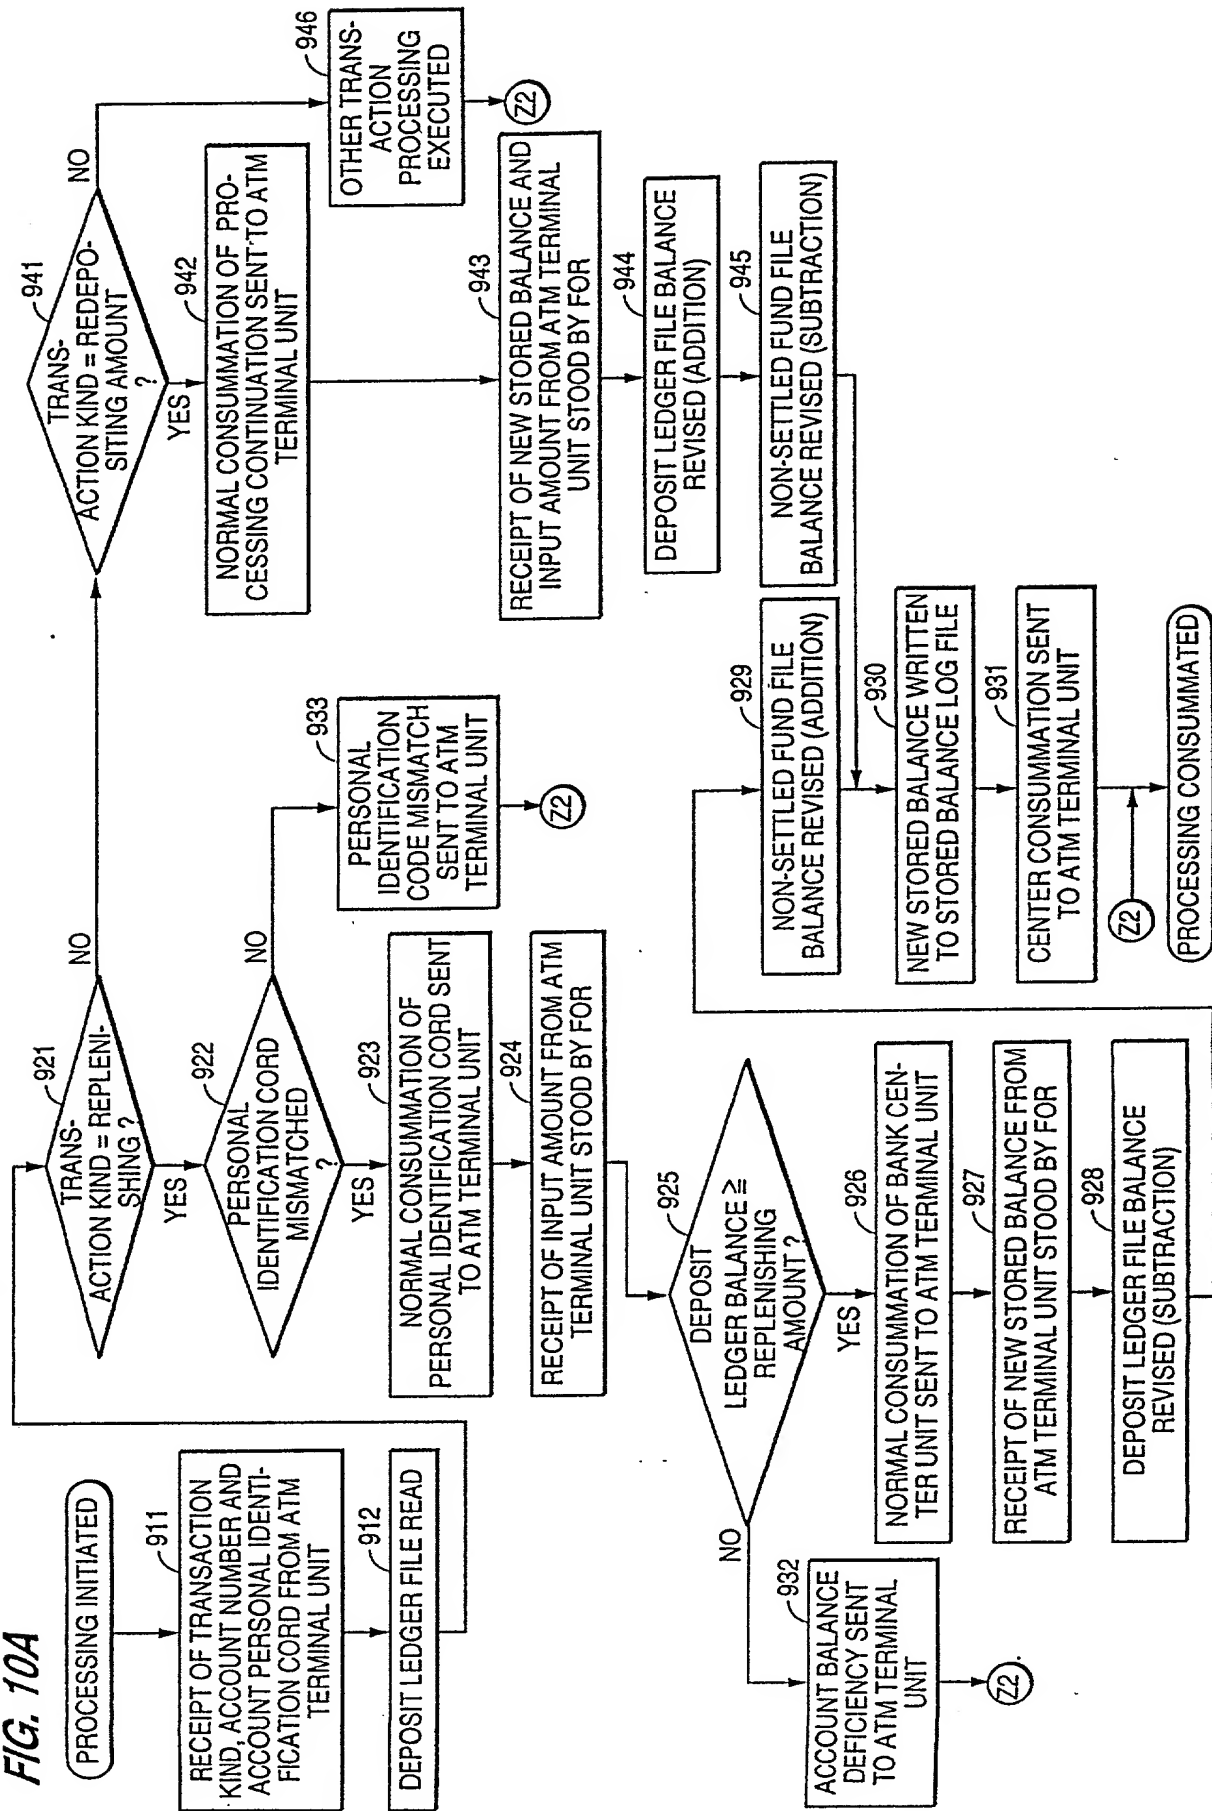 FIG. 10A
PROCESSING INITIATED
911
RECEIPT OF TRANSACTION
KIND, ACCOUNT NUMBER AND
ACCOUNT PERSONAL IDENTI-
FICATION CORD FROM ATM
TERMINAL UNIT
912
DEPOSIT LEDGER FILE READ
921
TRANS-
ACTION KIND = REPLENI-
SHING ?
NO
YES
922
PERSONAL
IDENTIFICATION CORD
MISMATCHED
?
NO
YES
933
PERSONAL
IDENTIFICATION
CODE MISMATCH
SENT TO ATM
TERMINAL UNIT
Z2
923
NORMAL CONSUMMATION OF
PERSONAL IDENTIFICATION CORD SENT
TO ATM TERMINAL UNIT
924
RECEIPT OF INPUT AMOUNT FROM ATM
TERMINAL UNIT STOOD BY FOR
925
DEPOSIT
LEDGER BALANCE ≧
REPLENISHING
AMOUNT ?
NO
YES
932
ACCOUNT BALANCE
DEFICIENCY SENT
TO ATM TERMINAL
UNIT
Z2
926
NORMAL CONSUMMATION OF BANK CEN-
TER UNIT SENT TO ATM TERMINAL UNIT
927
RECEIPT OF NEW STORED BALANCE FROM
ATM TERMINAL UNIT STOOD BY FOR
928
DEPOSIT LEDGER FILE BALANCE
REVISED (SUBTRACTION)
929
NON-SETTLED FUND FILE
BALANCE REVISED (ADDITION)
930
NEW STORED BALANCE WRITTEN
TO STORED BALANCE LOG FILE
931
CENTER CONSUMMATION SENT
TO ATM TERMINAL UNIT
Z2
PROCESSING CONSUMMATED
941
TRANS-
ACTION KIND = REDEPO-
SITING AMOUNT
?
NO
YES
942
NORMAL CONSUMMATION OF PRO-
CESSING CONTINUATION SENT TO ATM
TERMINAL UNIT
943
RECEIPT OF NEW STORED BALANCE AND
INPUT AMOUNT FROM ATM TERMINAL
UNIT STOOD BY FOR
944
DEPOSIT LEDGER FILE BALANCE
REVISED (ADDITION)
945
NON-SETTLED FUND FILE
BALANCE REVISED (SUBTRACTION)
946
OTHER TRANS-
ACTION
PROCESSING
EXECUTED
Z2